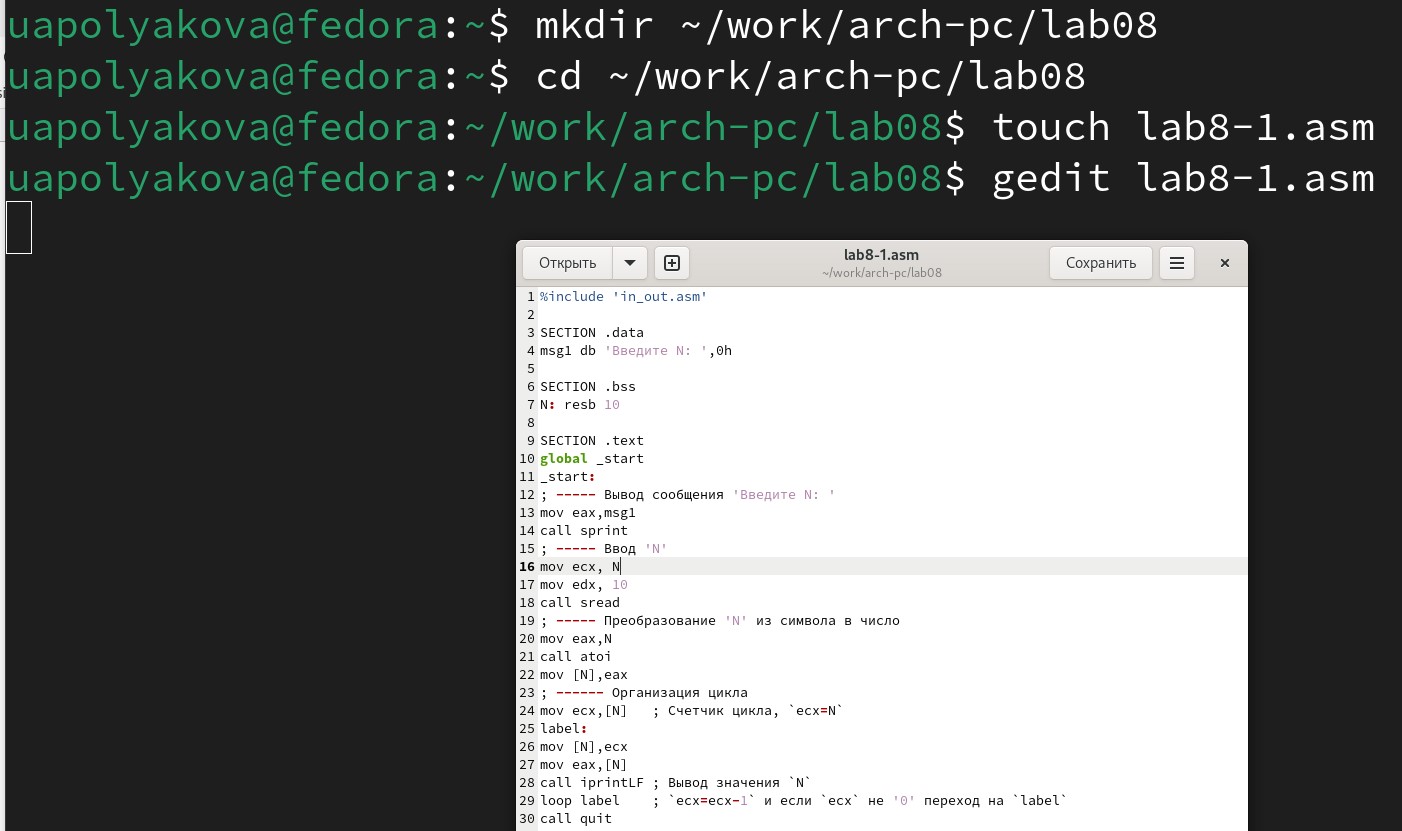 uapolyakova@fedora:~$ mkdir ~/work/arch-pc/lab08
uapolyakova@fedora:~$ cd ~/work/arch-pc/lab08
uapolyakova@fedora:~/work/arch-pc/lab08$ touch lab8-1.asm
uapolyakova@fedora:~/work/arch-pc/lab08$ gedit lab8-1.asm
Открыть
lab8-1.asm
~/work/arch-pc/lab08
Сохранить
1 %include 'in_out.asm'
2
3 SECTION .data
4 msg1 db 'Введите N: ',0h
5
6 SECTION .bss
7 N: resb 10
8
9 SECTION .text
10 global _start
11 _start:
12 ; ----- Вывод сообщения 'Введите N: '
13 mov eax,msg1
14 call sprint
15 ; ----- Ввод 'N'
16 mov ecx, N
17 mov edx, 10
18 call sread
19 ; ----- Преобразование 'N' из символа в число
20 mov eax,N
21 call atoi
22 mov [N],eax
23 ; ------ Организация цикла
24 mov ecx,[N]   ; Счетчик цикла, `ecx=N`
25 label:
26 mov [N],ecx
27 mov eax,[N]
28 call iprintLF ; Вывод значения `N`
29 loop label    ; `ecx=ecx-1` и если `ecx` не '0' переход на `label`
30 call quit